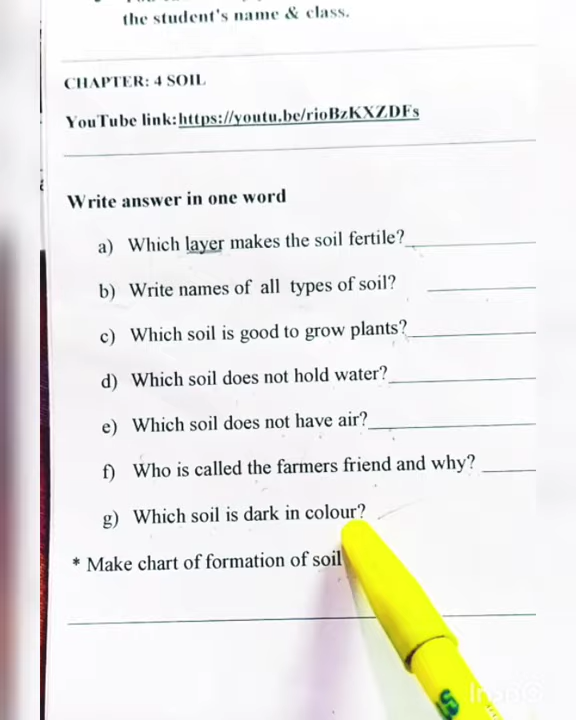 the student's name & class.
CHAPTER: 4 SOIL
YouTube link:https://youtu.be/rioBzKXZDFs
Write answer in one word
a) Which layer makes the soil fertile?
b) Write names of all types of soil?
c) Which soil is good to grow plants?
d) Which soil does not hold water?
e) Which soil does not have air?
f) Who is called the farmers friend and why?
g) Which soil is dark in colour?
* Make chart of formation of soil